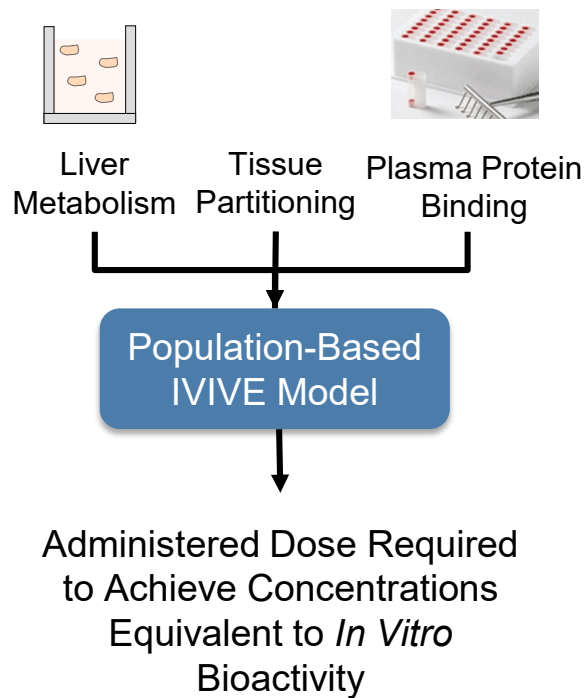 Liver
Metabolism
Tissue
Partitioning
Plasma Protein
Binding
Population-Based
IVIVE Model
Administered Dose Required
to Achieve Concentrations
Equivalent to In Vitro
Bioactivity